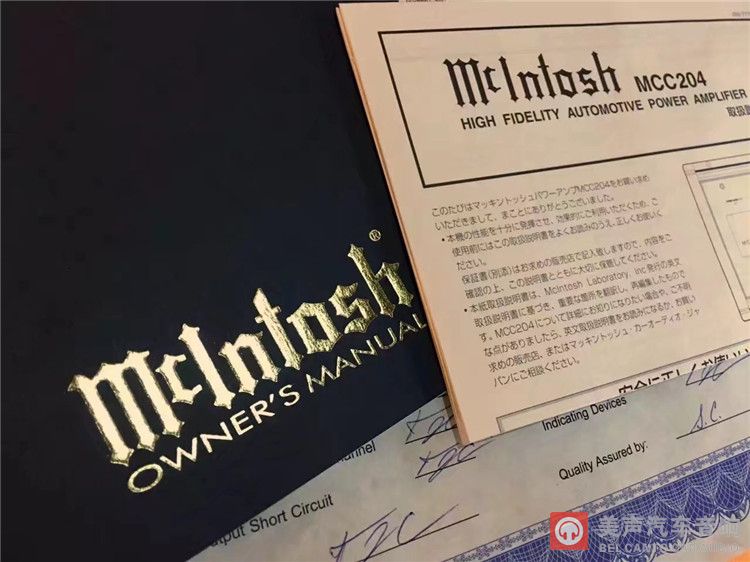 McIntosh®
OWNER'S MANUAL
McIntosh MCC204
HIGH FIDELITY AUTOMOTIVE POWER AMPLIFIER
取扱
このたびはマッキントッシュパワーアンプMCC204をお買い求め
いただきまして、まことにありがとうございました。
・本機の性能を十分に発揮させ、効果的にご利用いただくため、ご
使用前にはこの取扱説明書をよくお読みのうえ、正しくお使いく
ださい。
保証書(別添)はお求めの販売店で記入致しますので、内容をご
確認の上、この説明書とともに大切に保管してください。
・本紙取扱説明書は、McIntosh Laboratory, Inc発行の英文
取扱説明書に基づき、重要な箇所を翻訳し、再編集したもので
す。MCC204について詳細にお知りになりたい場合や、ご不明
な点がありましたら、英文取扱説明書をお読みになるか、お買い
求めの販売店、またはマッキントッシュ・カーオーディオ・ジャ
パンにご相談ください。
安全に正しくお使いい
Indicating Devices
Quality Assured by:
S.C.
Output Short Circuit
美声汽车音响